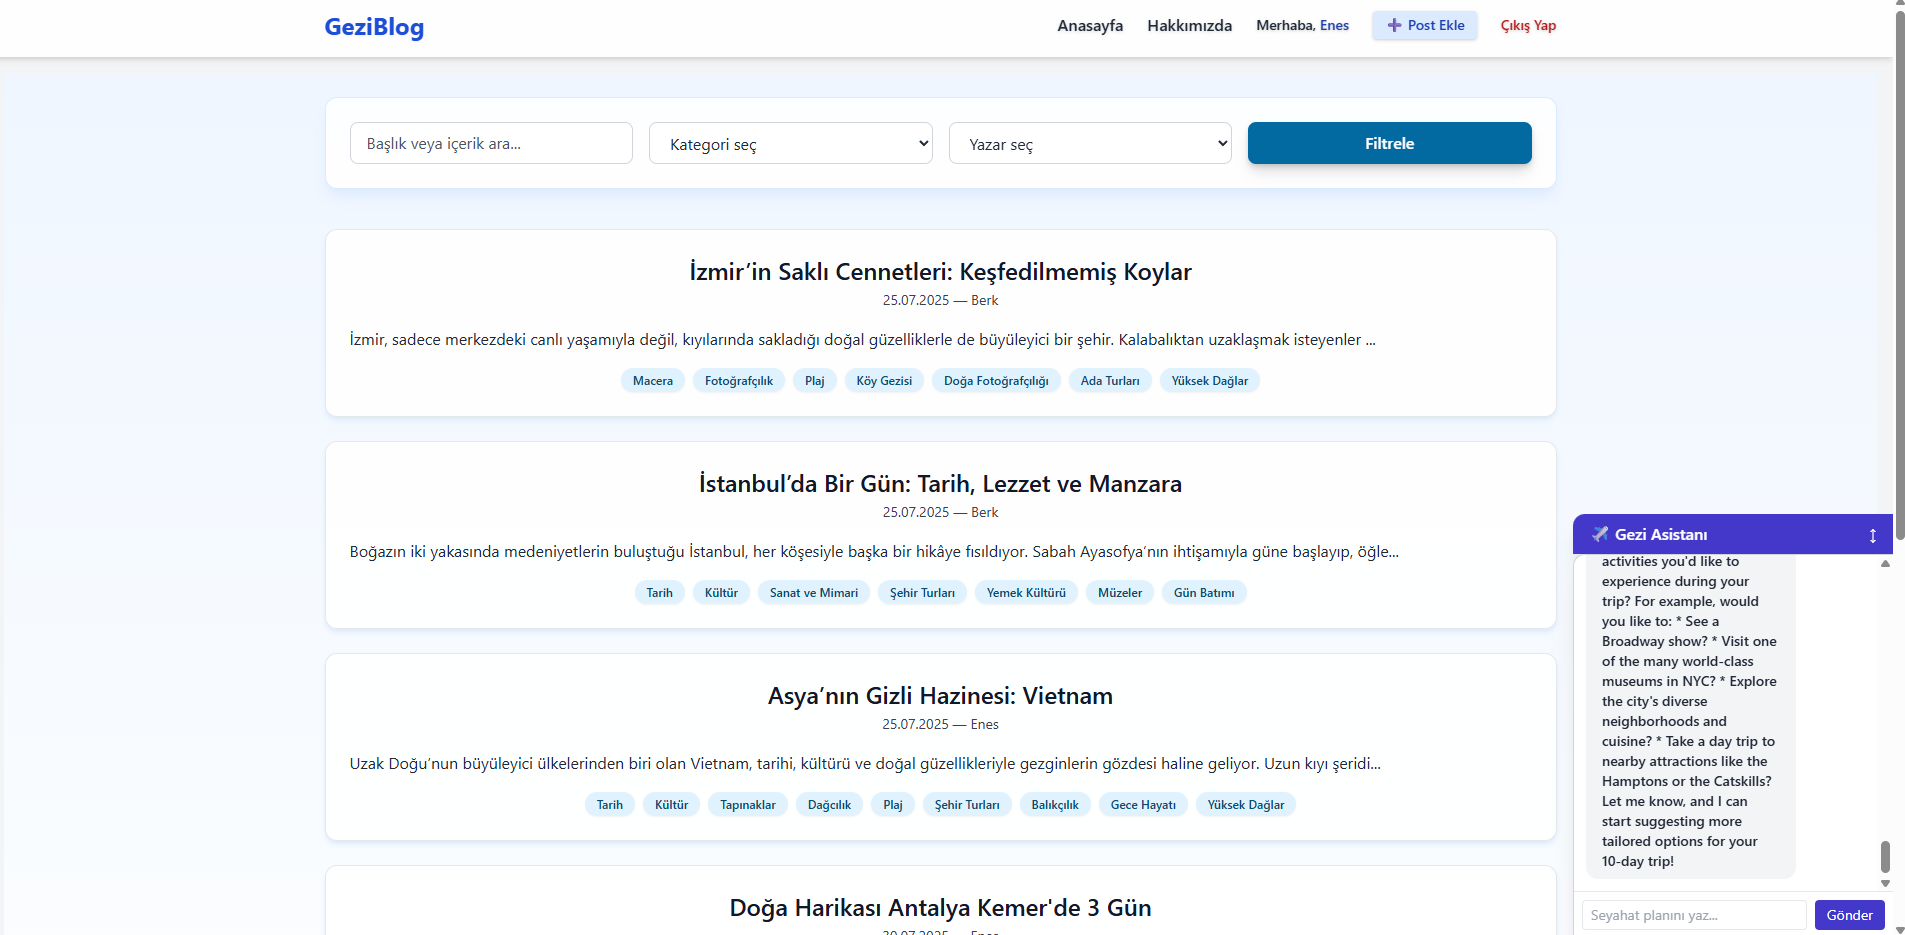 GeziBlog
Anasayfa
Hakkımızda
Merhaba, Enes
➕ Post Ekle
Çıkış Yap
Başlık veya içerik ara...
Kategori seç
Yazar seç
Filtrele
İzmir’in Saklı Cennetleri: Keşfedilmemiş Koylar
25.07.2025 — Berk
İzmir, sadece merkezdeki canlı yaşamıyla değil, kıyılarında sakladığı doğal güzelliklerle de büyüleyici bir şehir. Kalabalıktan uzaklaşmak isteyenler ...
Macera Fotoğrafçılık Plaj Köy Gezisi Doğa Fotoğrafçılığı Ada Turları Yüksek Dağlar
İstanbul’da Bir Gün: Tarih, Lezzet ve Manzara
25.07.2025 — Berk
Boğazın iki yakasında medeniyetlerin buluştuğu İstanbul, her köşesiyle başka bir hikâye fısıldıyor. Sabah Ayasofya’nın ihtişamıyla güne başlayıp, öğle...
Tarih Kültür Sanat ve Mimari Şehir Turları Yemek Kültürü Müzeler Gün Batımı
Asya’nın Gizli Hazinesi: Vietnam
25.07.2025 — Enes
Uzak Doğu’nun büyüleyici ülkelerinden biri olan Vietnam, tarihi, kültürü ve doğal güzellikleriyle gezginlerin gözdesi haline geliyor. Uzun kıyı şeridi...
Tarih Kültür Tapınaklar Dağcılık Plaj Şehir Turları Balıkçılık Gece Hayatı Yüksek Dağlar
Doğa Harikası Antalya Kemer'de 3 Gün
30.07.2025 — Enes
Gezi Asistanı
activities you'd like to
experience during your
trip? For example, would
you like to: * See a
Broadway show? * Visit one
of the many world-class
museums in NYC? * Explore
the city's diverse
neighborhoods and
cuisine? * Take a day trip to
nearby attractions like the
Hamptons or the Catskills?
Let me know, and I can
start suggesting more
tailored options for your
10-day trip!
Seyahat planını yaz...
Gönder